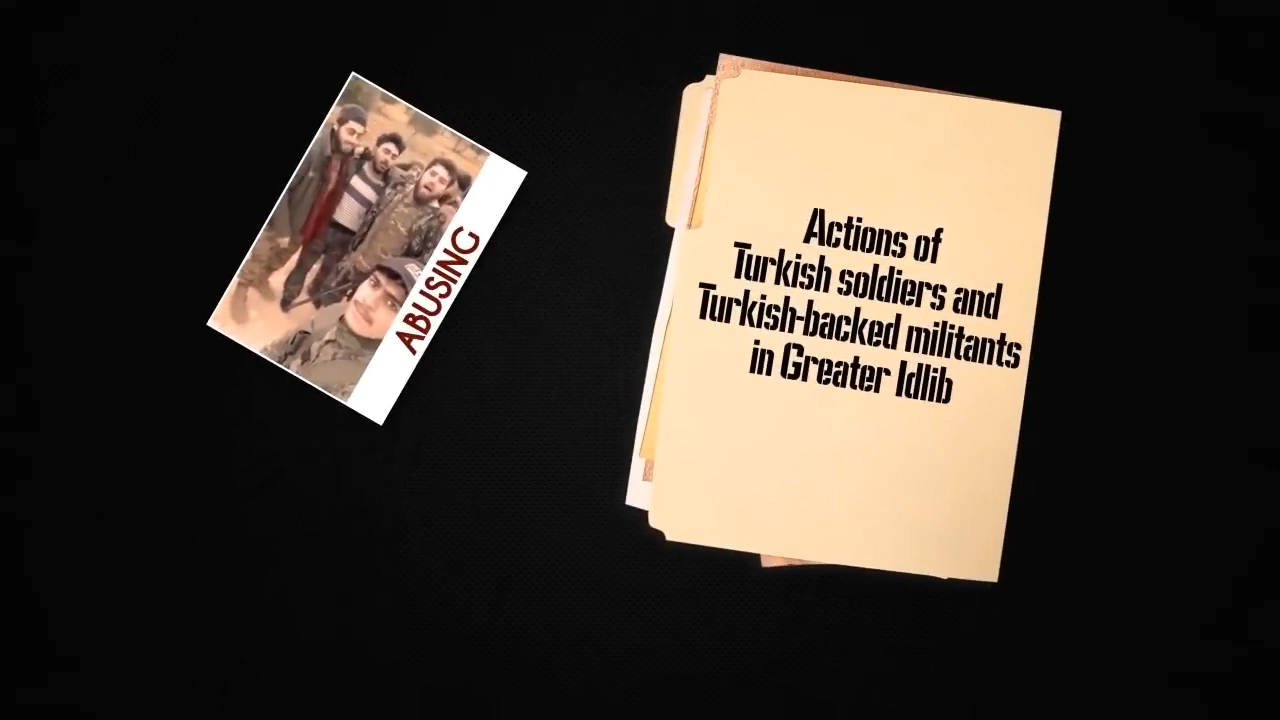 ABUSING
Actions of
Turkish soldiers and
Turkish-backed militants
in Greater Idlib